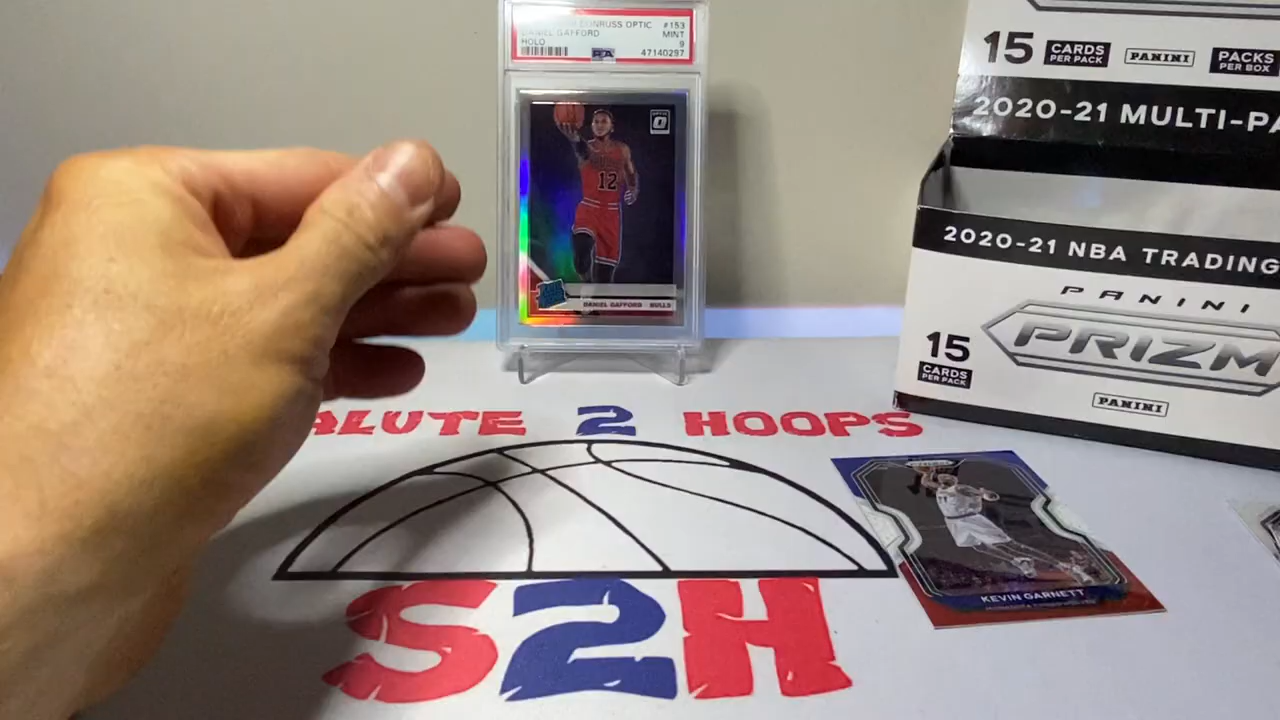 DONRUSS OPTIC #153
DANIEL GAFFORD MINT
HOLO 9
PSA 47140297
OPTIC
12
DANIEL GAFFORD BULLS
15 CARDS PER PACK PANINI PACKS PER BOX
2020-21 MULTI-PA
2020-21 NBA TRADING
PANINI
PRIZM
15
CARDS
PER PACK
PANINI
ALUTE 2 HOOPS
S2H
KEVIN GARNETT